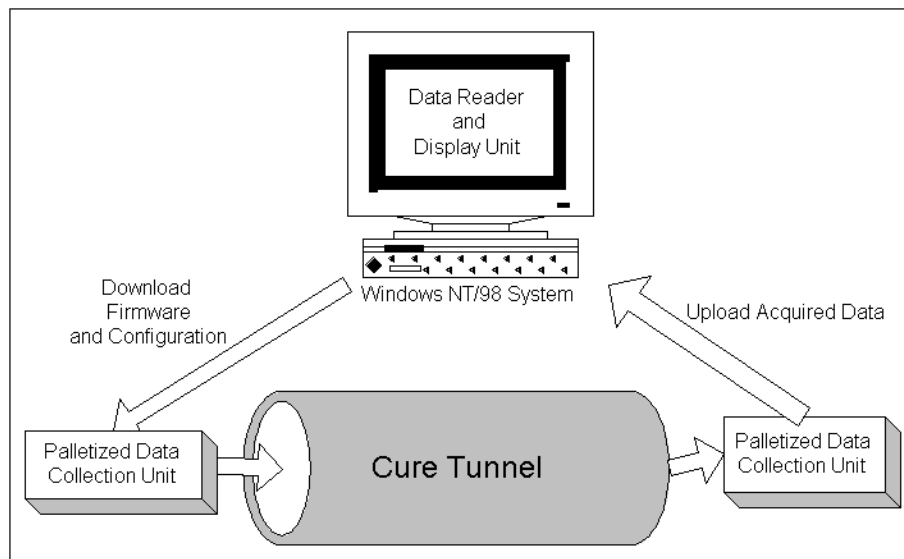 Data Reader
and
Display Unit
Windows NT/98 System
Download
Firmware
and Configuration
Upload Acquired Data
Palletized Data
Collection Unit
Cure Tunnel
Palletized Data
Collection Unit